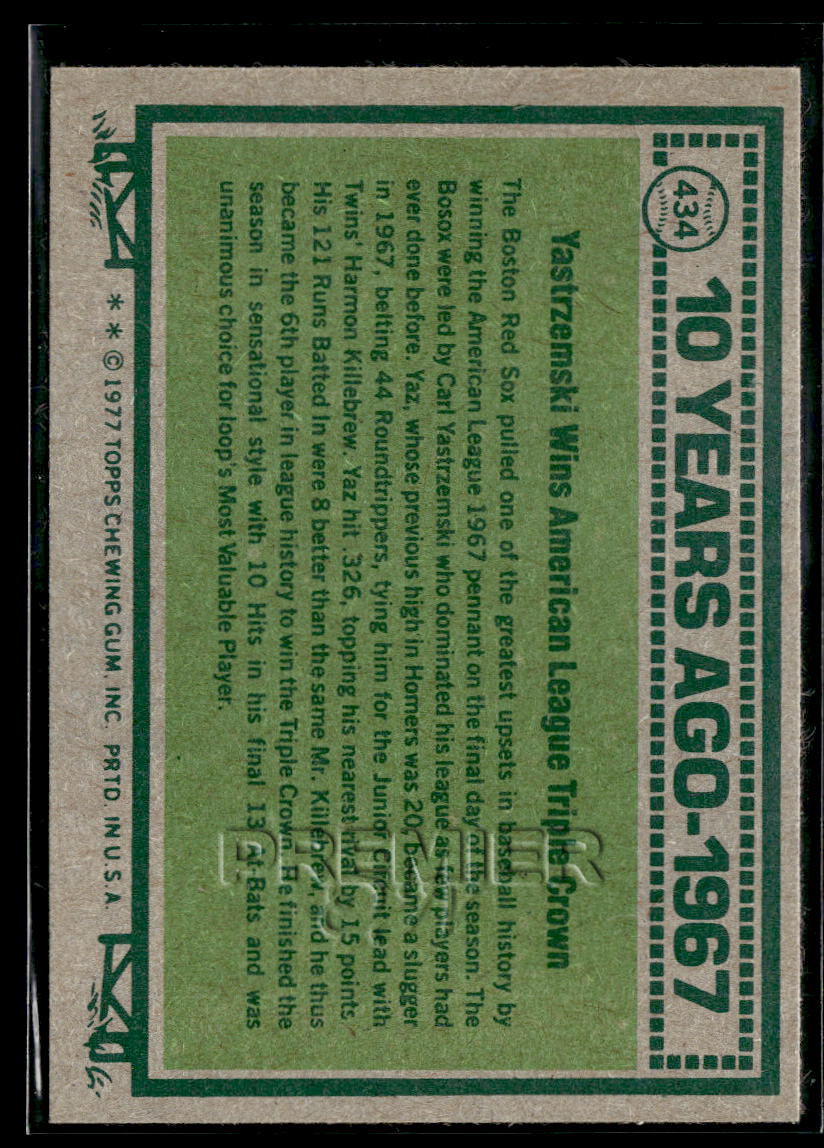 434
10 YEARS AGO-1967
Yastrzemski Wins American League Triple Crown
The Boston Red Sox pulled one of the greatest upsets in baseball history by
winning the American League 1967 pennant on the final day of the season. The
Bosox were led by Carl Yastrzemski who dominated his league as few players had
ever done before. Yaz, whose previous high in Homers was 20, became a slugger
in 1967, belting 44 Roundtrippers, tying him for the Junior Circuit lead with
Twins' Harmon Killebrew. Yaz hit .326, topping his nearest rival by 15 points.
His 121 Runs Batted In were 8 better than the same Mr. Killebrew, and he thus
became the 6th player in league history to win the Triple Crown. He finished the
season in sensational style with 10 Hits in his final 13 At-Bats and was
unanimous choice for loop's Most Valuable Player.
* * © 1977 TOPPS CHEWING GUM, INC. PRTD. IN U.S.A.
PREMIER